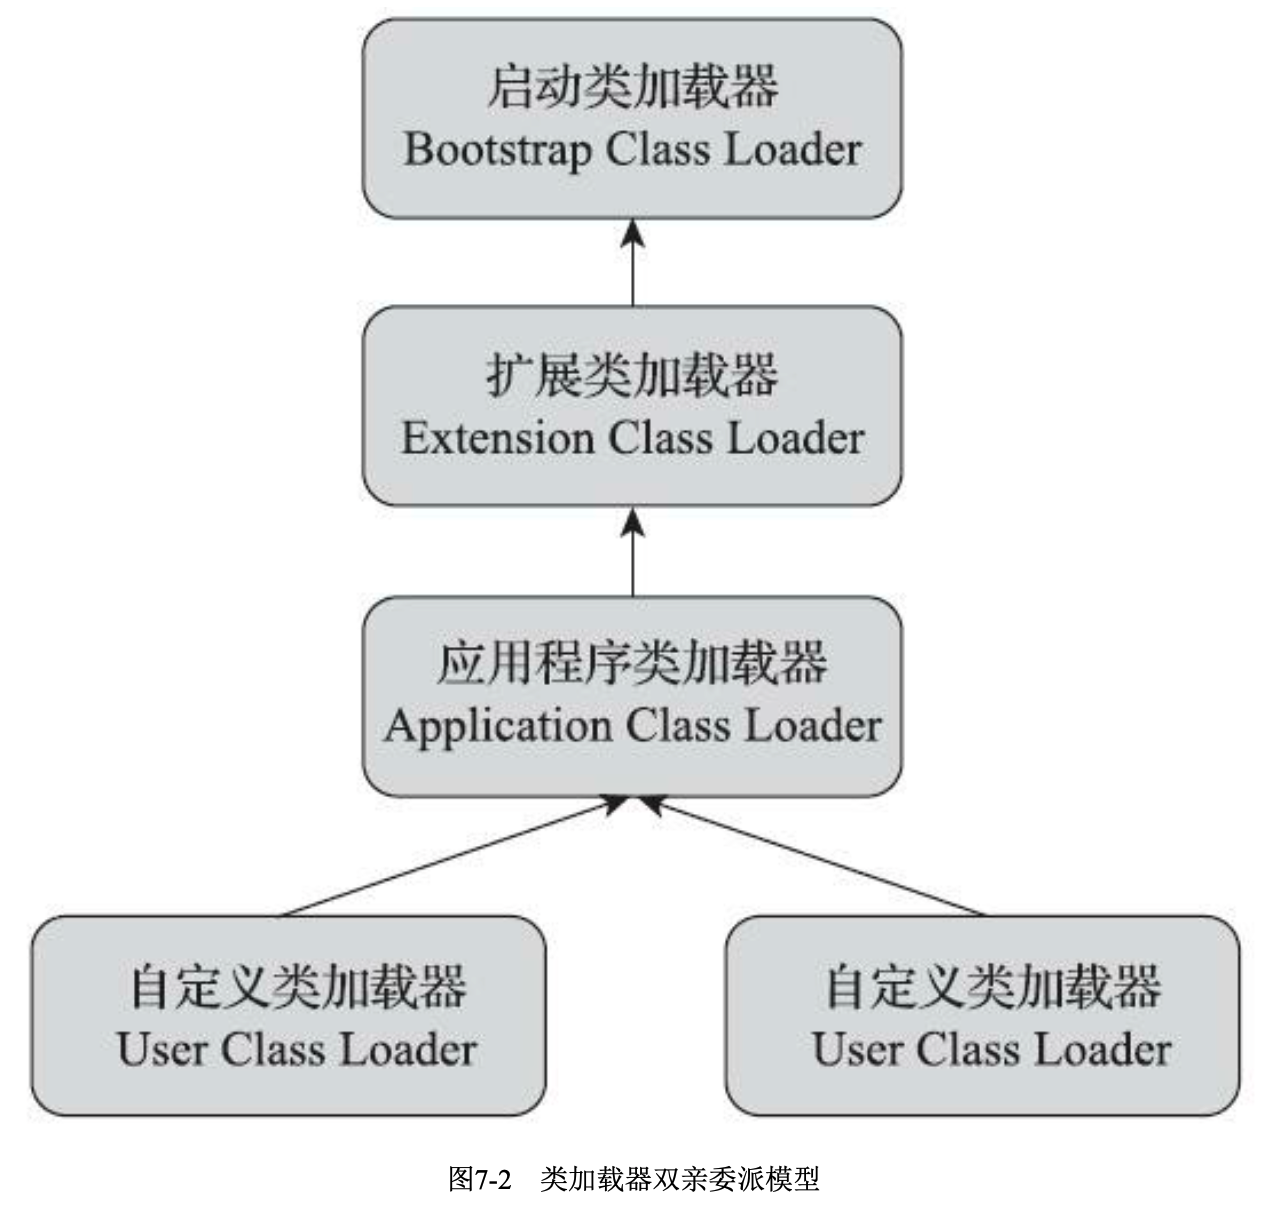 启动类加载器
Bootstrap Class Loader
扩展类加载器
Extension Class Loader
应用程序类加载器
Application Class Loader
自定义类加载器
User Class Loader
自定义类加载器
User Class Loader
图7-2 类加载器双亲委派模型